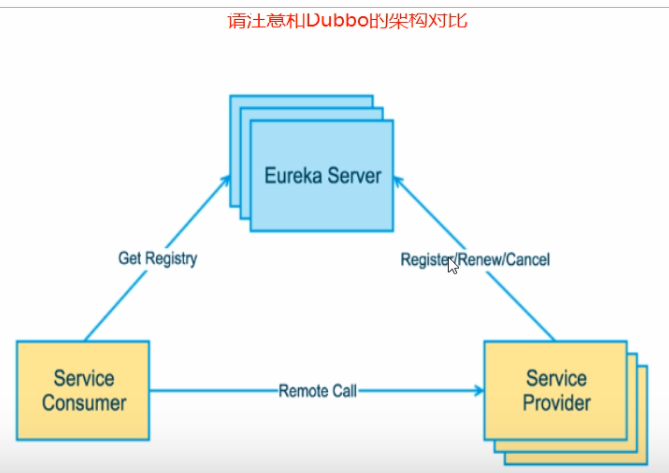 请注意和Dubbo的架构对比
Eureka Server
Get Registry
Register/Renew/Cancel
Service
Consumer
Remote Call
Service
Provider